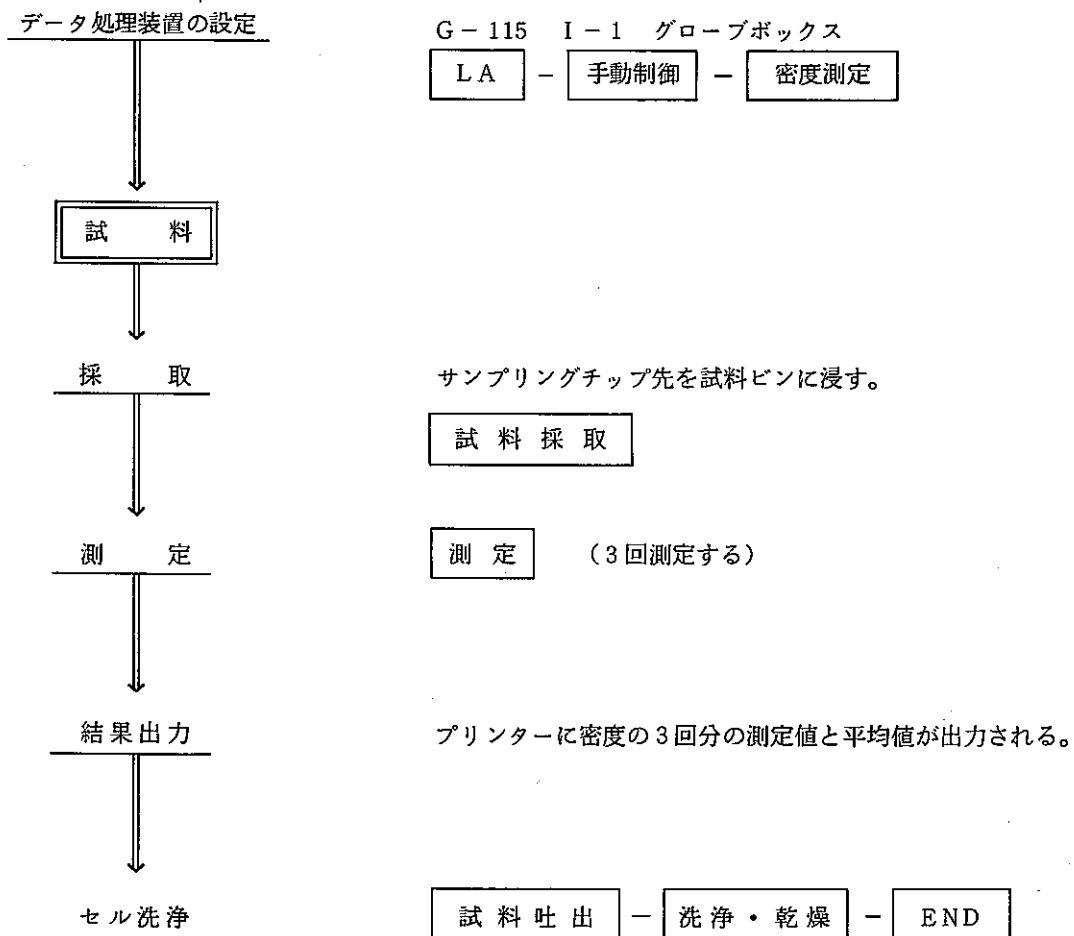 データ処理装置の設定
G－115　I－1　グローブボックス
LA － 手動制御 － 密度測定
試料
採取
サンプリングチップ先を試料ビンに浸す。
試料採取
測定
測定　（3回測定する）
結果出力
プリンターに密度の3回分の測定値と平均値が出力される。
セル洗浄
試料吐出 － 洗浄・乾燥 － END